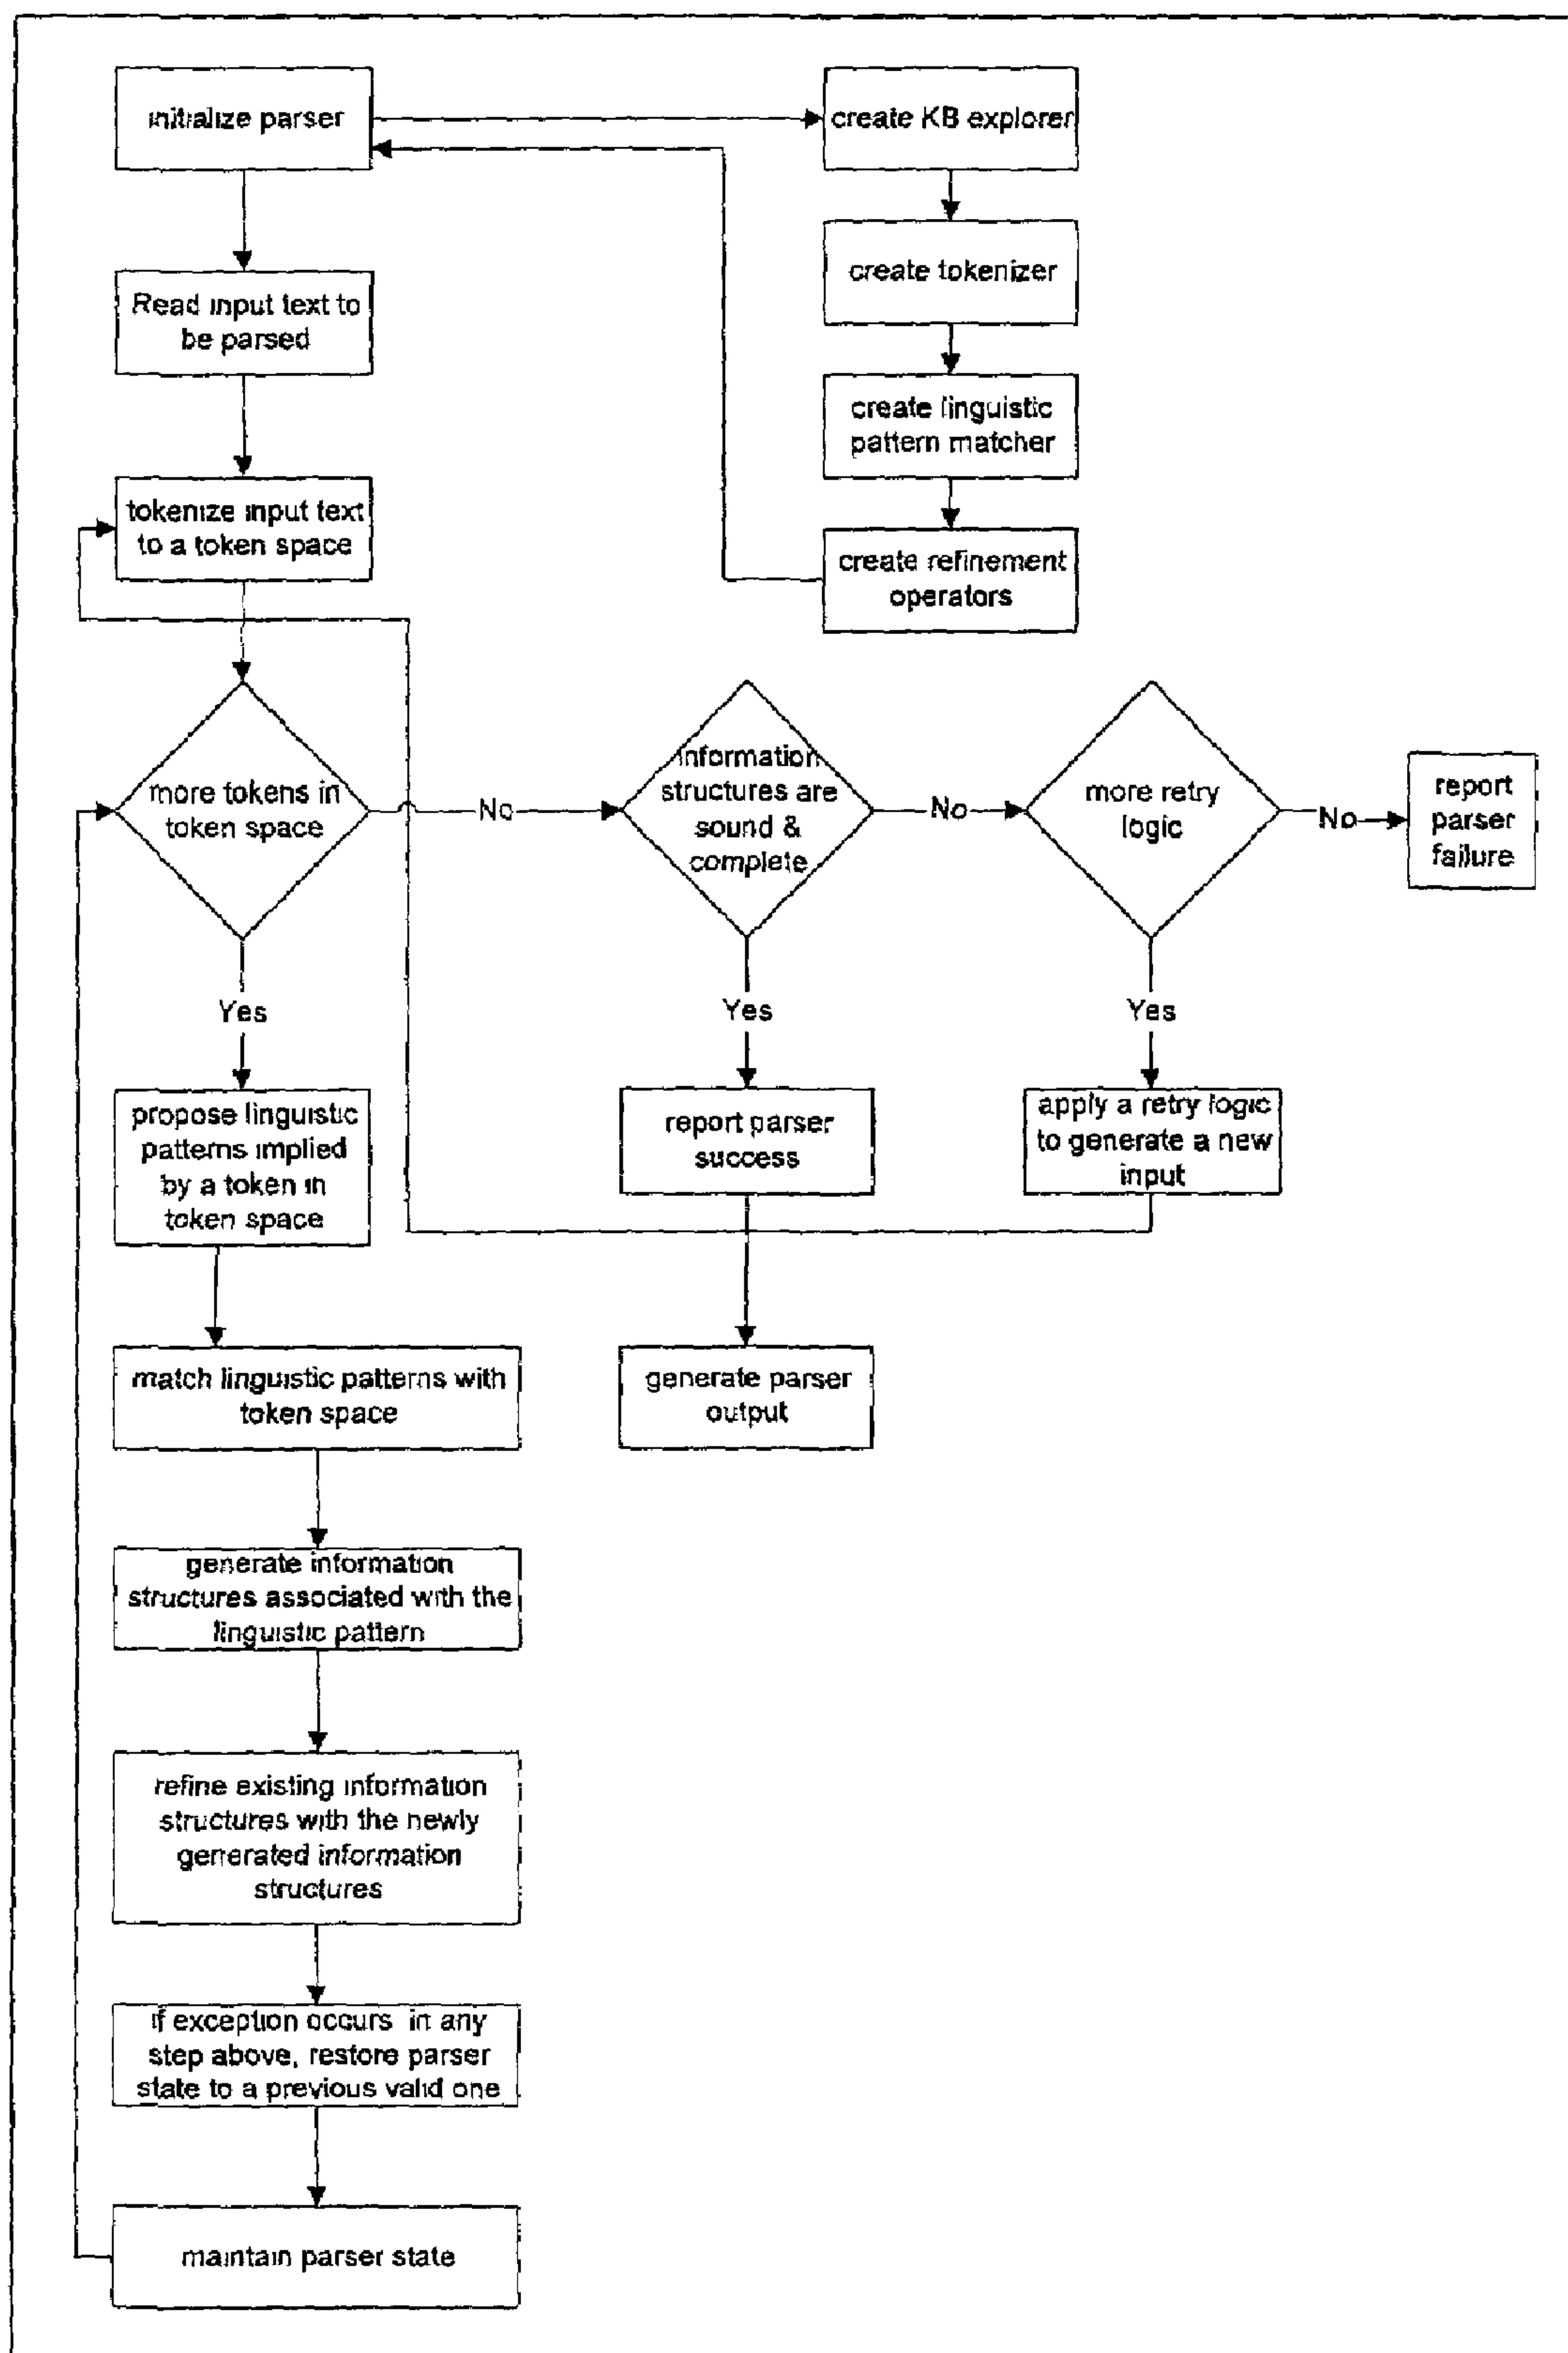 initialize parser
create KB explorer
Read input text to
be parsed
create tokenizer
create linguistic
pattern matcher
tokenize input text
to a token space
create refinement
operators
more tokens in
token space
No
information
structures are
sound &
complete
No
more retry
logic
No
report
parser
failure
Yes
Yes
Yes
propose linguistic
patterns implied
by a token in
token space
report parser
success
apply a retry logic
to generate a new
input
match linguistic patterns with
token space
generate parser
output
generate information
structures associated with the
linguistic pattern
refine existing information
structures with the newly
generated information
structures
if exception occurs in any
step above, restore parser
state to a previous valid one
maintain parser state